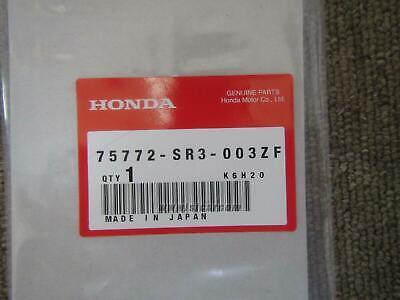 GENUINE PARTS
HONDA
Honda Motor Co., Ltd.
75772-SR3-003ZF
QTY 1
K6H20
MADE IN JAPAN